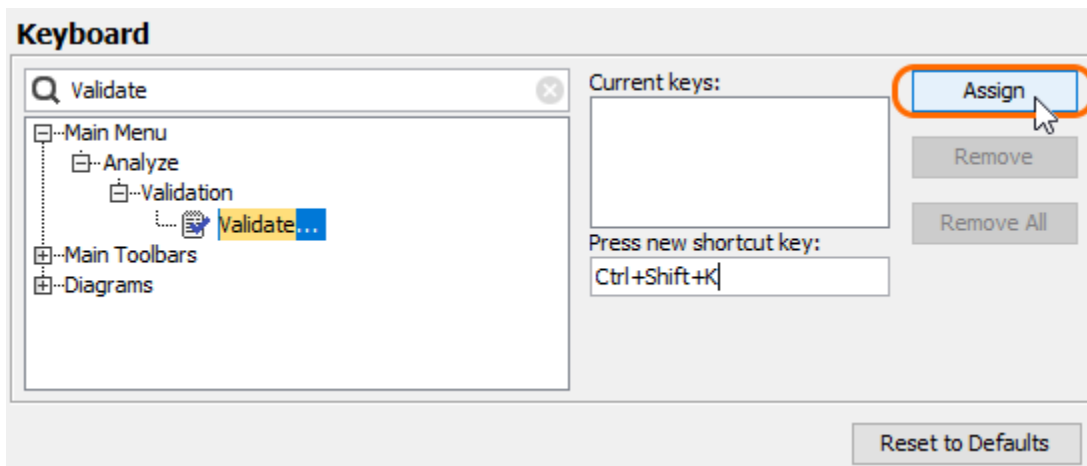 Keyboard
Validate
Current keys:
Assign
Main Menu
Analyze
Remove
Validation
Validate...
Remove All
Main Toolbars
Press new shortcut key:
Diagrams
Ctrl+Shift+K
Reset to Defaults